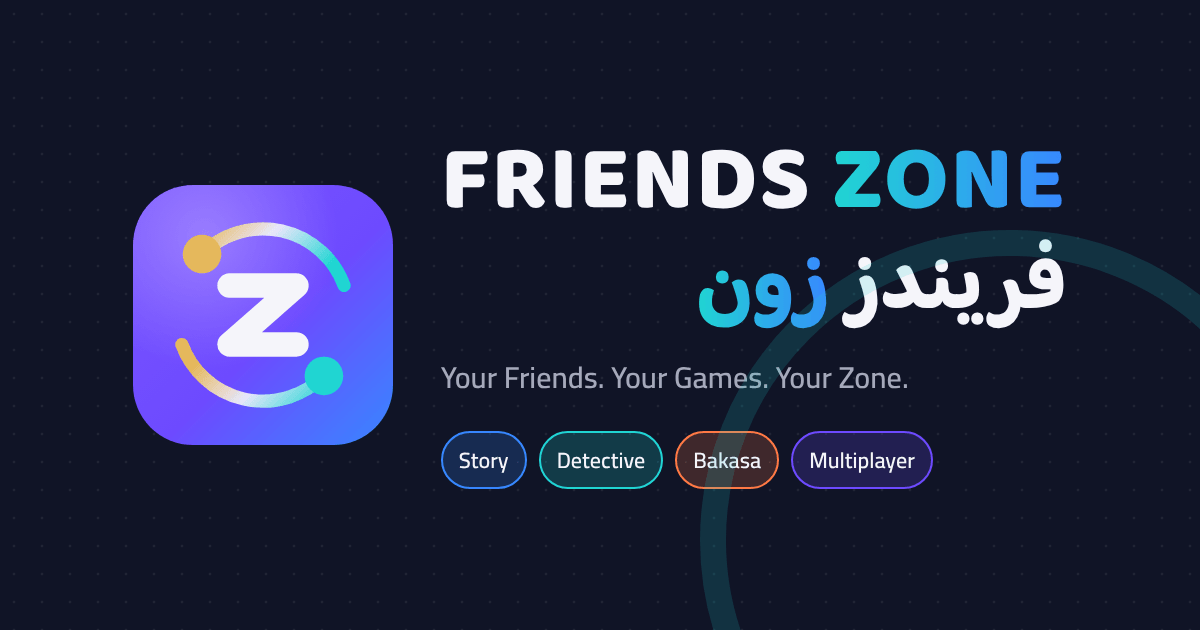 Z
FRIENDS ZONE
فريندز زون
Your Friends. Your Games. Your Zone.
Story Detective Bakasa Multiplayer